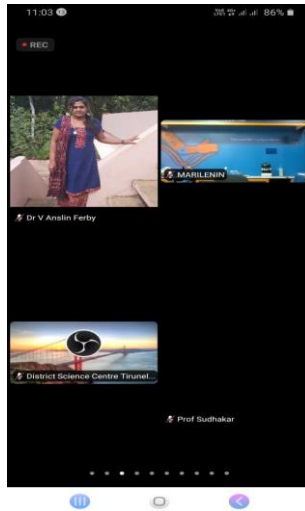 11:03
86%
REC
Dr V Anslin Ferby
MARILENIN
District Science Centre Tirunel...
Prof Sudhakar